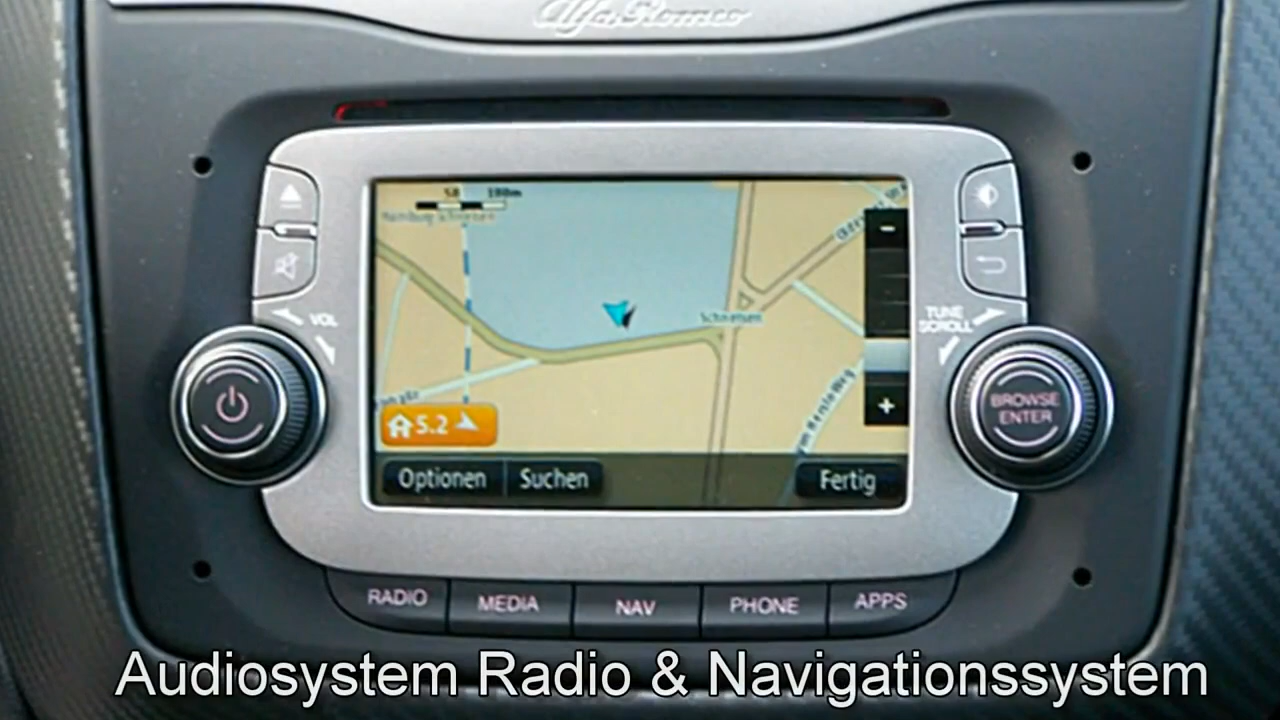 Alfa Romeo
VOL
TUNE
SCROLL
BROWSE
ENTER
5.2
Optionen Suchen Fertig
RADIO MEDIA NAV PHONE APPS
Audiosystem Radio & Navigationssystem